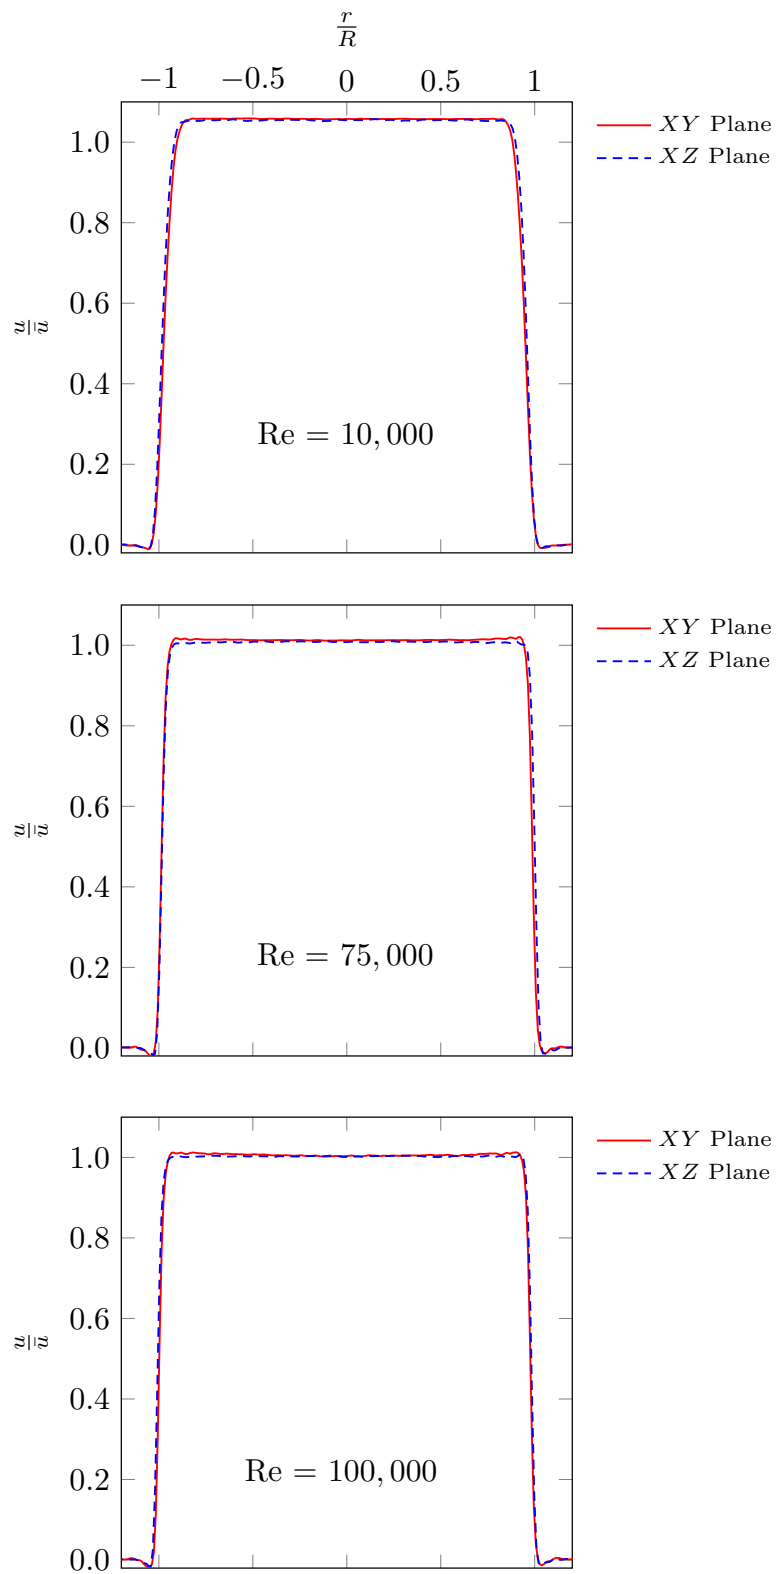 r/R
−1 −0.5 0 0.5 1
XY Plane
XZ Plane
1.0
0.8
0.6
u/ū
0.4
Re = 10,000
0.2
0.0
XY Plane
XZ Plane
1.0
0.8
0.6
u/ū
0.4
Re = 75,000
0.2
0.0
XY Plane
XZ Plane
1.0
0.8
0.6
u/ū
0.4
Re = 100,000
0.2
0.0